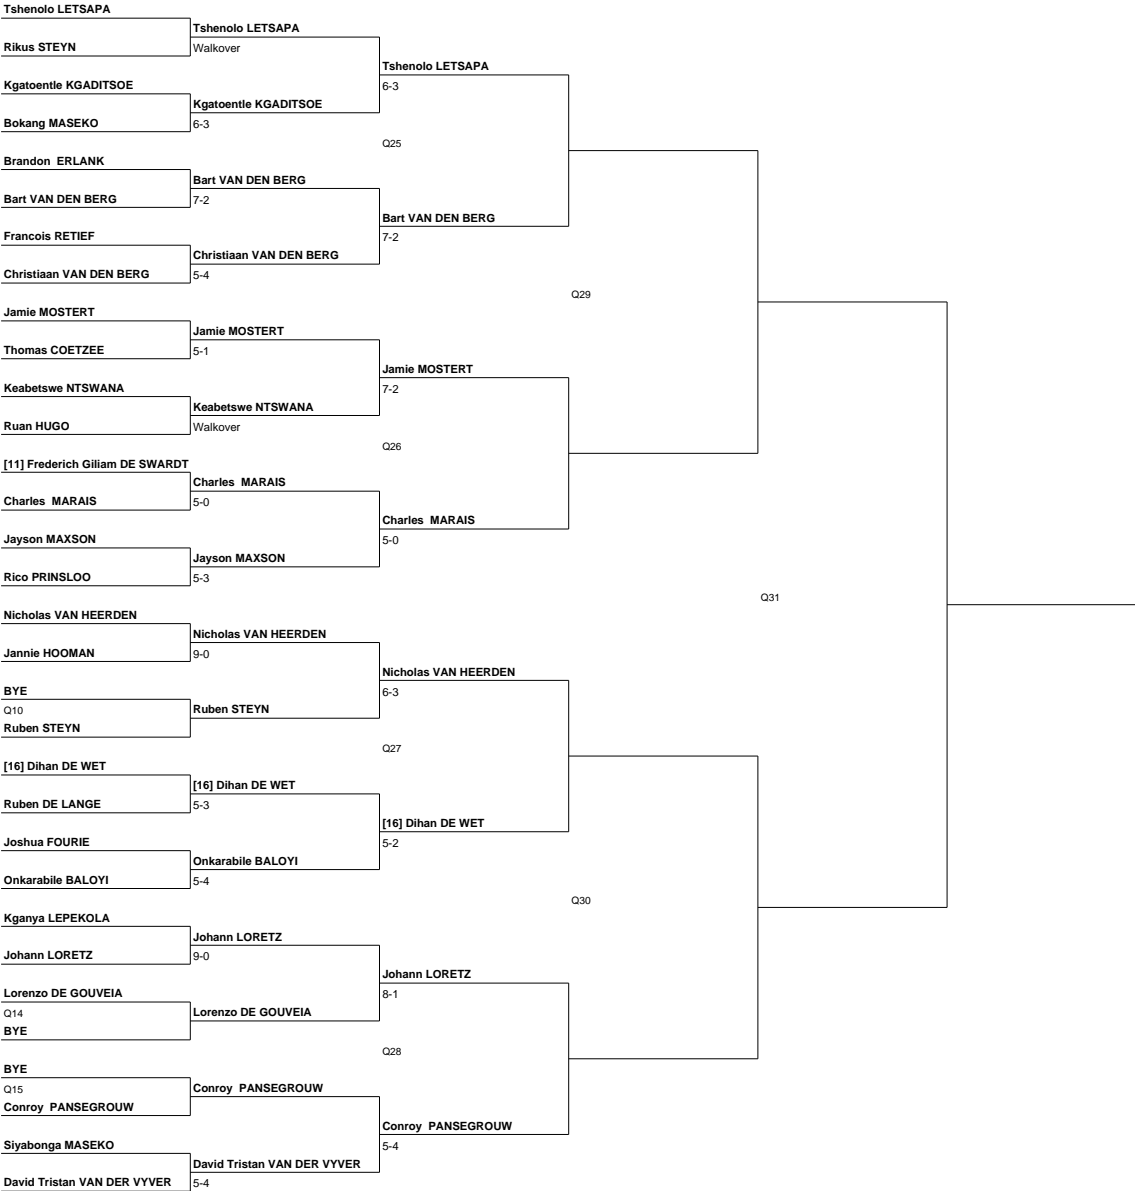 Tshenolo LETSAPA
Tshenolo LETSAPA
Rikus STEYN
Walkover
Tshenolo LETSAPA
Kgatoentle KGADITSOE
6-3
Kgatoentle KGADITSOE
Bokang MASEKO
6-3
Q25
Brandon  ERLANK
Bart VAN DEN BERG
Bart VAN DEN BERG
7-2
Bart VAN DEN BERG
Francois RETIEF
7-2
Christiaan VAN DEN BERG
Christiaan VAN DEN BERG
5-4
Q29
Jamie MOSTERT
Jamie MOSTERT
Thomas COETZEE
5-1
Jamie MOSTERT
Keabetswe NTSWANA
7-2
Keabetswe NTSWANA
Ruan HUGO
Walkover
Q26
[11] Frederich Giliam DE SWARDT
Charles  MARAIS
Charles  MARAIS
5-0
Charles  MARAIS
Jayson MAXSON
5-0
Jayson MAXSON
Rico PRINSLOO
5-3
Q31
Nicholas VAN HEERDEN
Nicholas VAN HEERDEN
Jannie HOOMAN
9-0
Nicholas VAN HEERDEN
BYE
6-3
Q10
Ruben STEYN
Ruben STEYN
Q27
[16] Dihan DE WET
[16] Dihan DE WET
Ruben DE LANGE
5-3
[16] Dihan DE WET
Joshua FOURIE
5-2
Onkarabile BALOYI
Onkarabile BALOYI
5-4
Q30
Kganya LEPEKOLA
Johann LORETZ
Johann LORETZ
9-0
Johann LORETZ
Lorenzo DE GOUVEIA
8-1
Q14
Lorenzo DE GOUVEIA
BYE
Q28
BYE
Q15
Conroy  PANSEGROUW
Conroy  PANSEGROUW
Conroy  PANSEGROUW
Siyabonga MASEKO
5-4
David Tristan VAN DER VYVER
David Tristan VAN DER VYVER
5-4